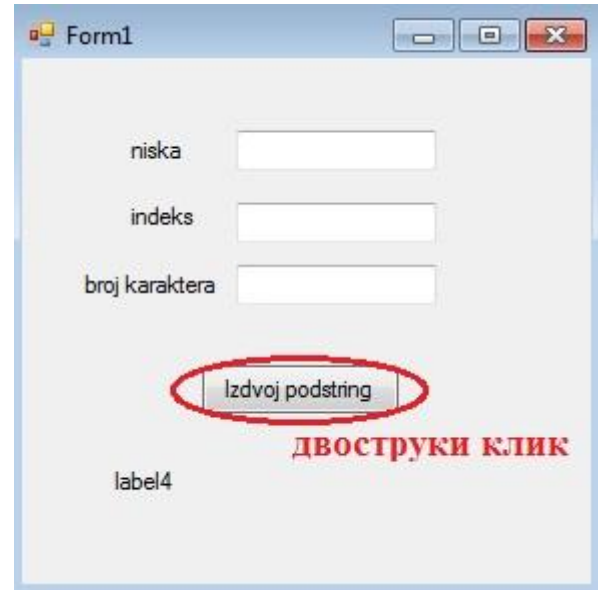 Form1
niska
indeks
broj karaktera
Izdvoj podstring
двоструки клик
label4